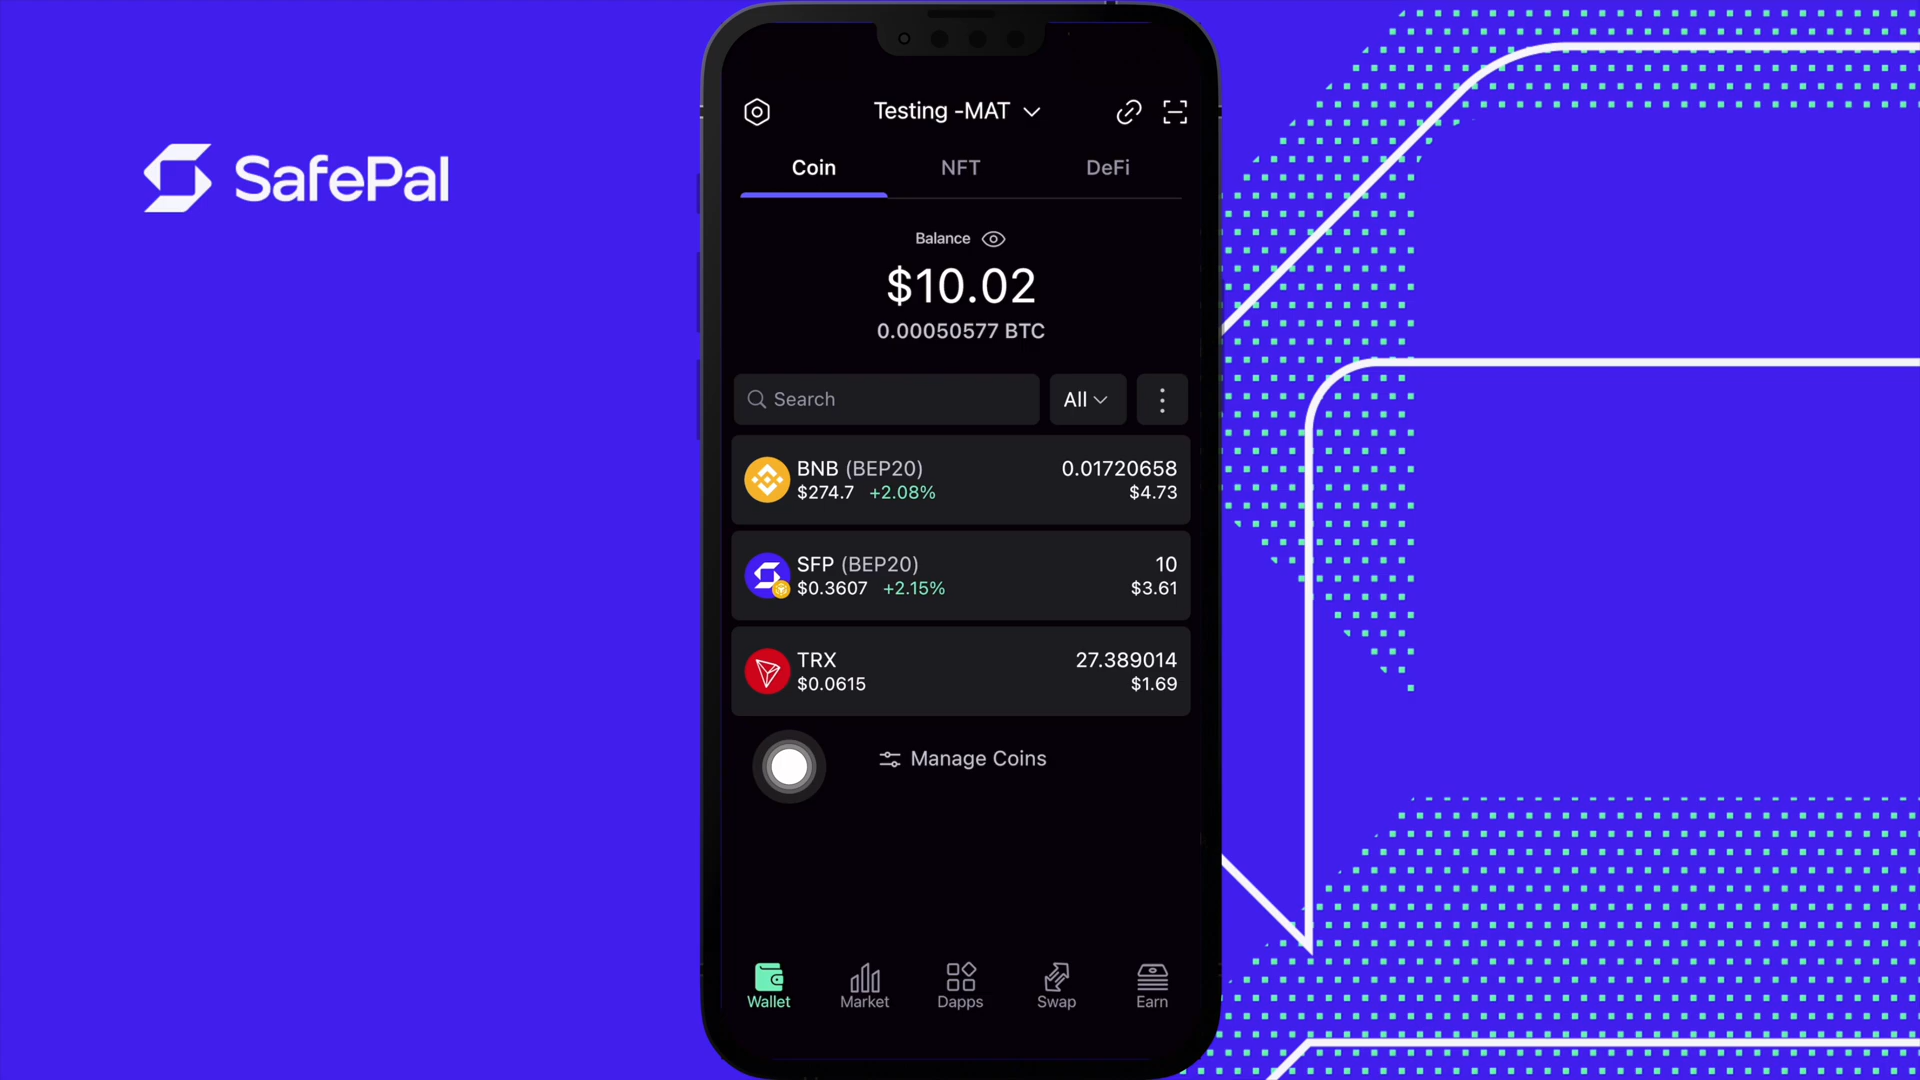 SafePal
Testing -MAT
Coin NFT DeFi
Balance
$10.02
0.00050577 BTC
Search All
BNB (BEP20) 0.01720658
$274.7 +2.08% $4.73
SFP (BEP20) 10
$0.3607 +2.15% $3.61
TRX 27.389014
$0.0615 $1.69
Manage Coins
Wallet Market Dapps Swap Earn